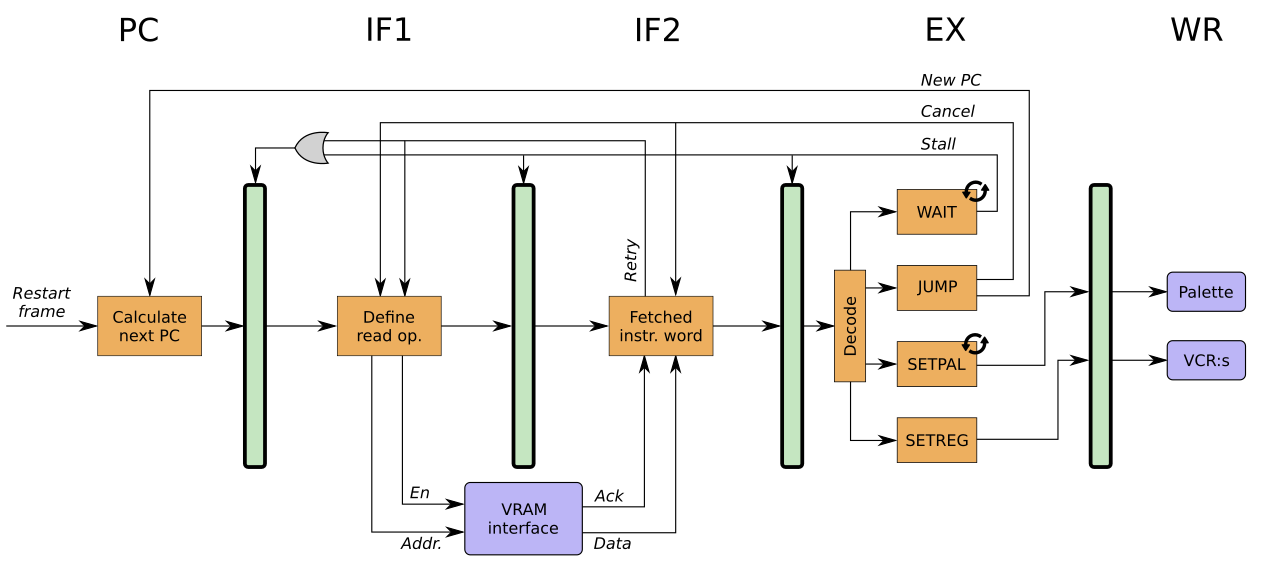 PC
IF1
IF2
EX
WR
New PC
Cancel
Stall
Restart
frame
Calculate
next PC
Define
read op.
Retry
Fetched
instr. word
Decode
WAIT
JUMP
SETPAL
SETREG
Palette
VCR:s
En
Addr.
VRAM
interface
Ack
Data